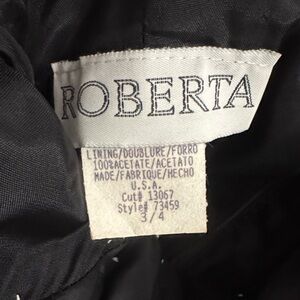 ROBERTA
LINING/DOUBLURE/FORRO
100%ACETATE/ACETATO
MADE/FABRIQUE/HECHO
U.S.A.
Cut# 13067
Style# 73459
3/4